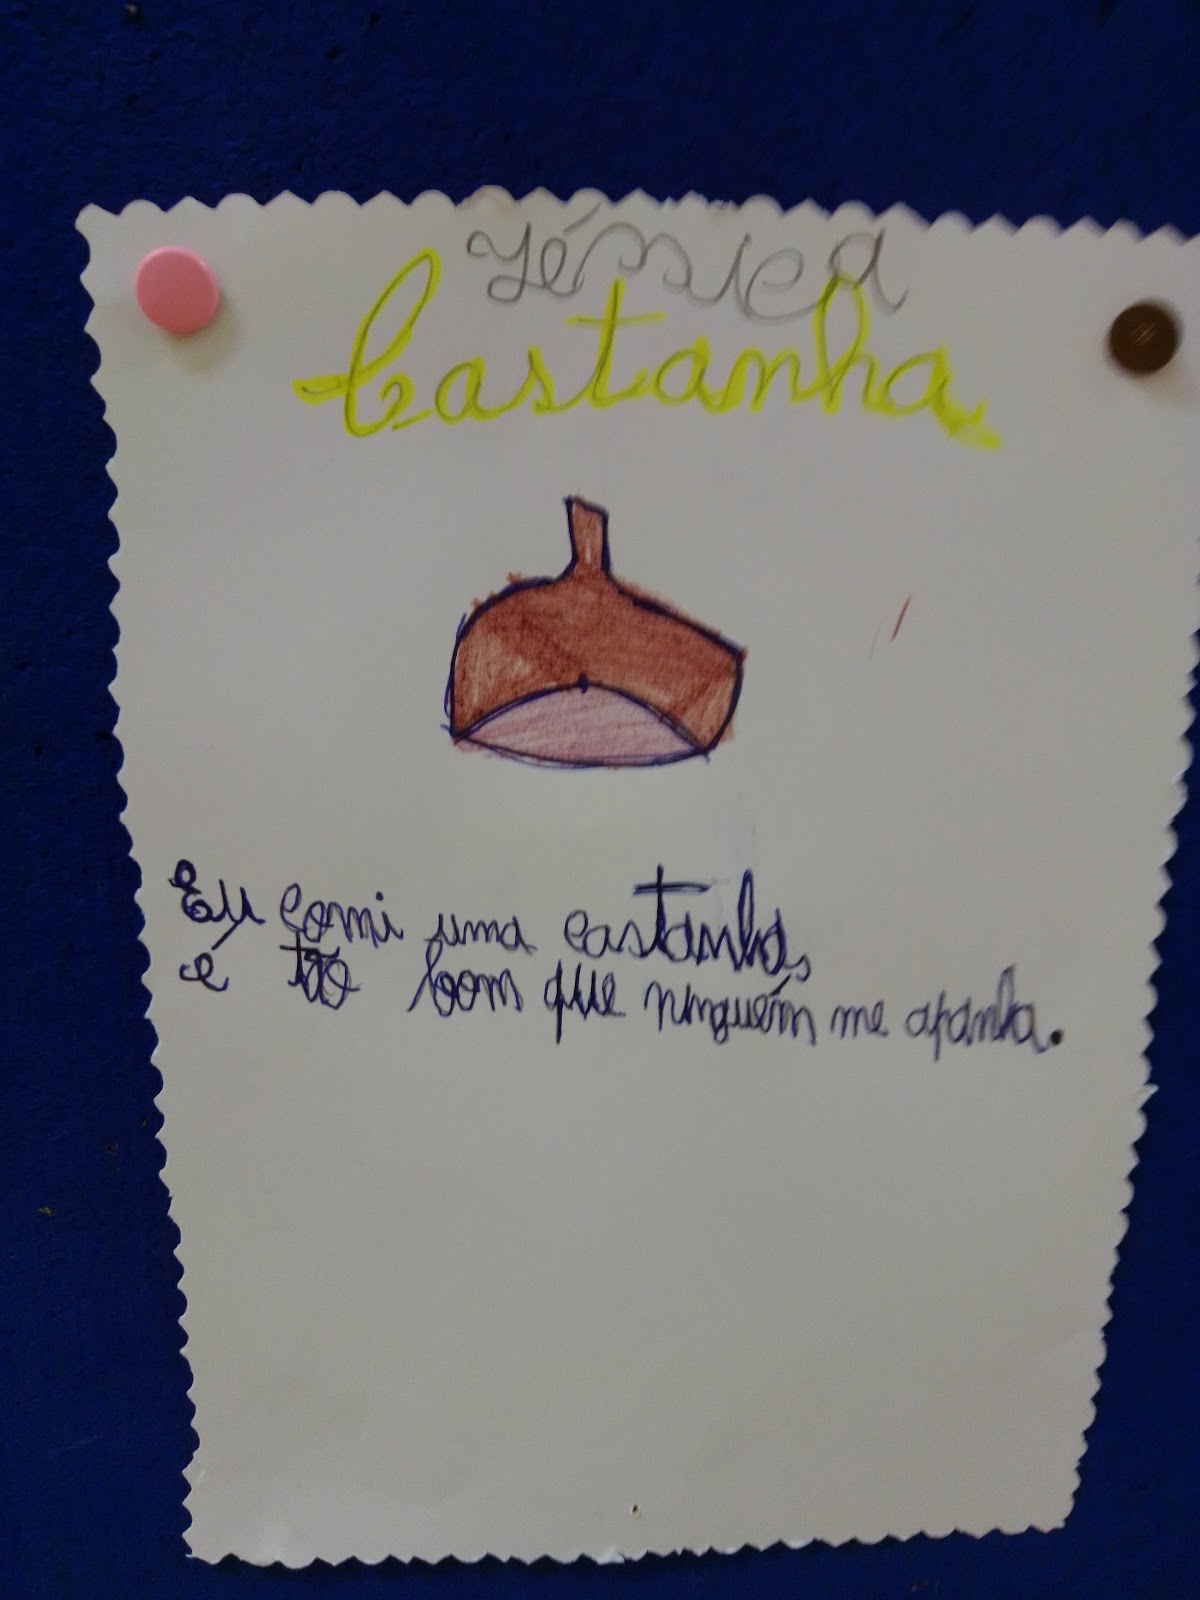 Jéssica
Castanha
Eu comi uma castanha,
é tão bom que ninguém me apanha.